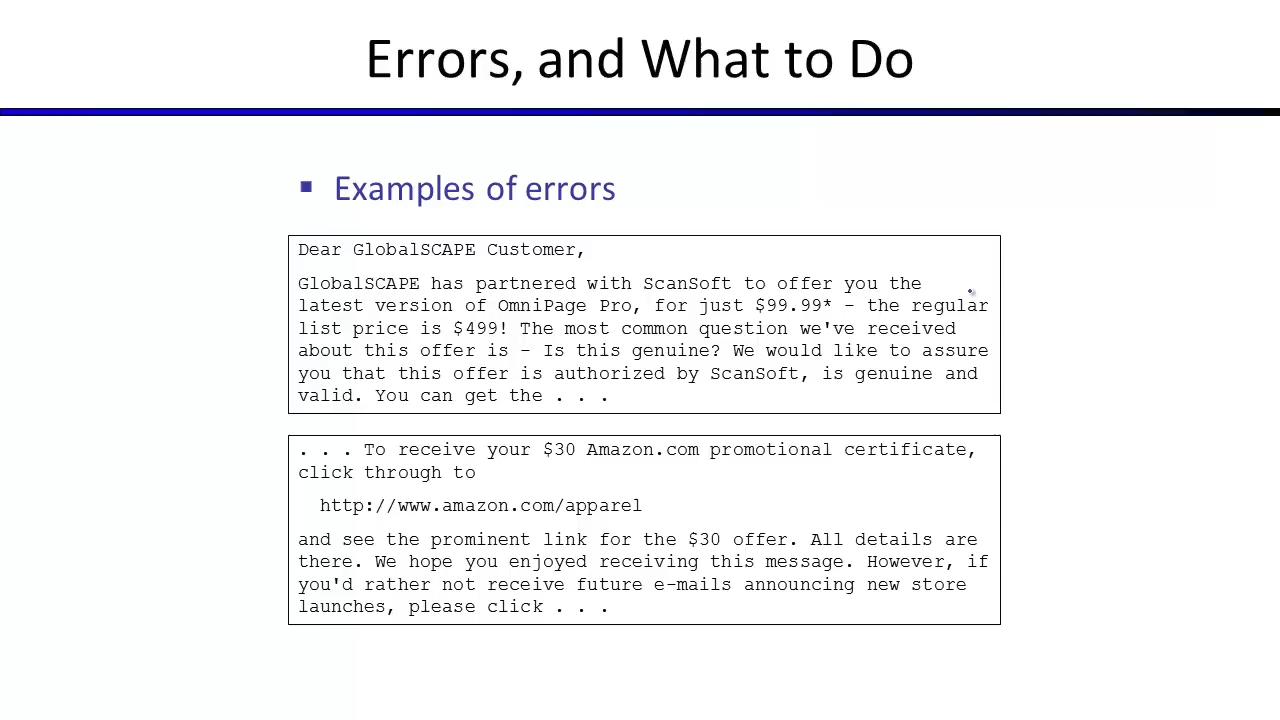 Errors, and What to Do
Examples of errors
Dear GlobalSCAPE Customer,
GlobalSCAPE has partnered with ScanSoft to offer you the
latest version of OmniPage Pro, for just $99.99* - the regular
list price is $499! The most common question we've received
about this offer is - Is this genuine? We would like to assure
you that this offer is authorized by ScanSoft, is genuine and
valid. You can get the . . .
. . . To receive your $30 Amazon.com promotional certificate,
click through to
http://www.amazon.com/apparel
and see the prominent link for the $30 offer. All details are
there. We hope you enjoyed receiving this message. However, if
you'd rather not receive future e-mails announcing new store
launches, please click . . .